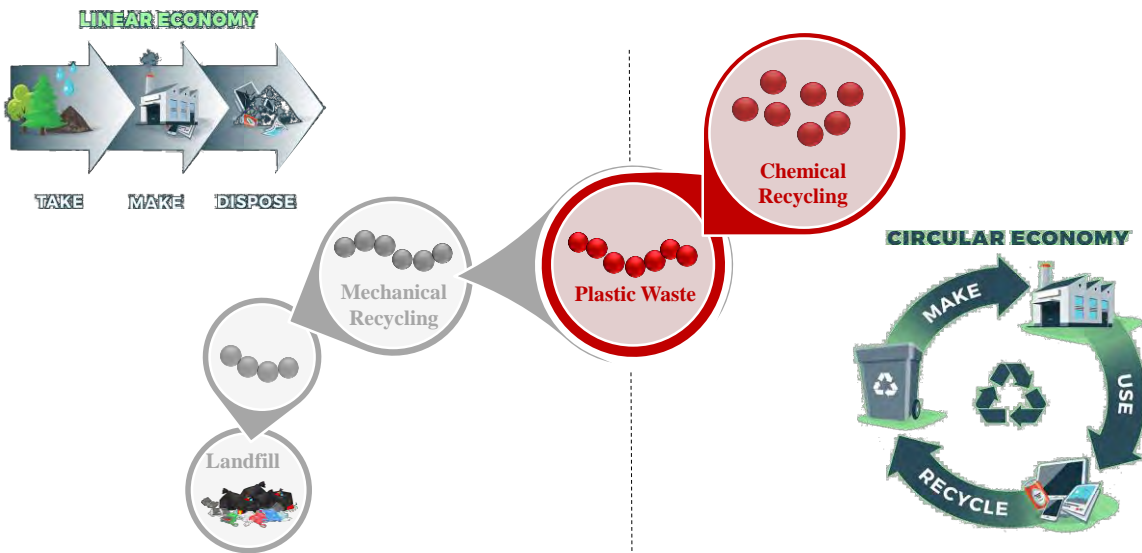 LINEAR ECONOMY
TAKE
MAKE
DISPOSE
Mechanical
Recycling
Landfill
Plastic Waste
Chemical
Recycling
CIRCULAR ECONOMY
MAKE
USE
RECYCLE